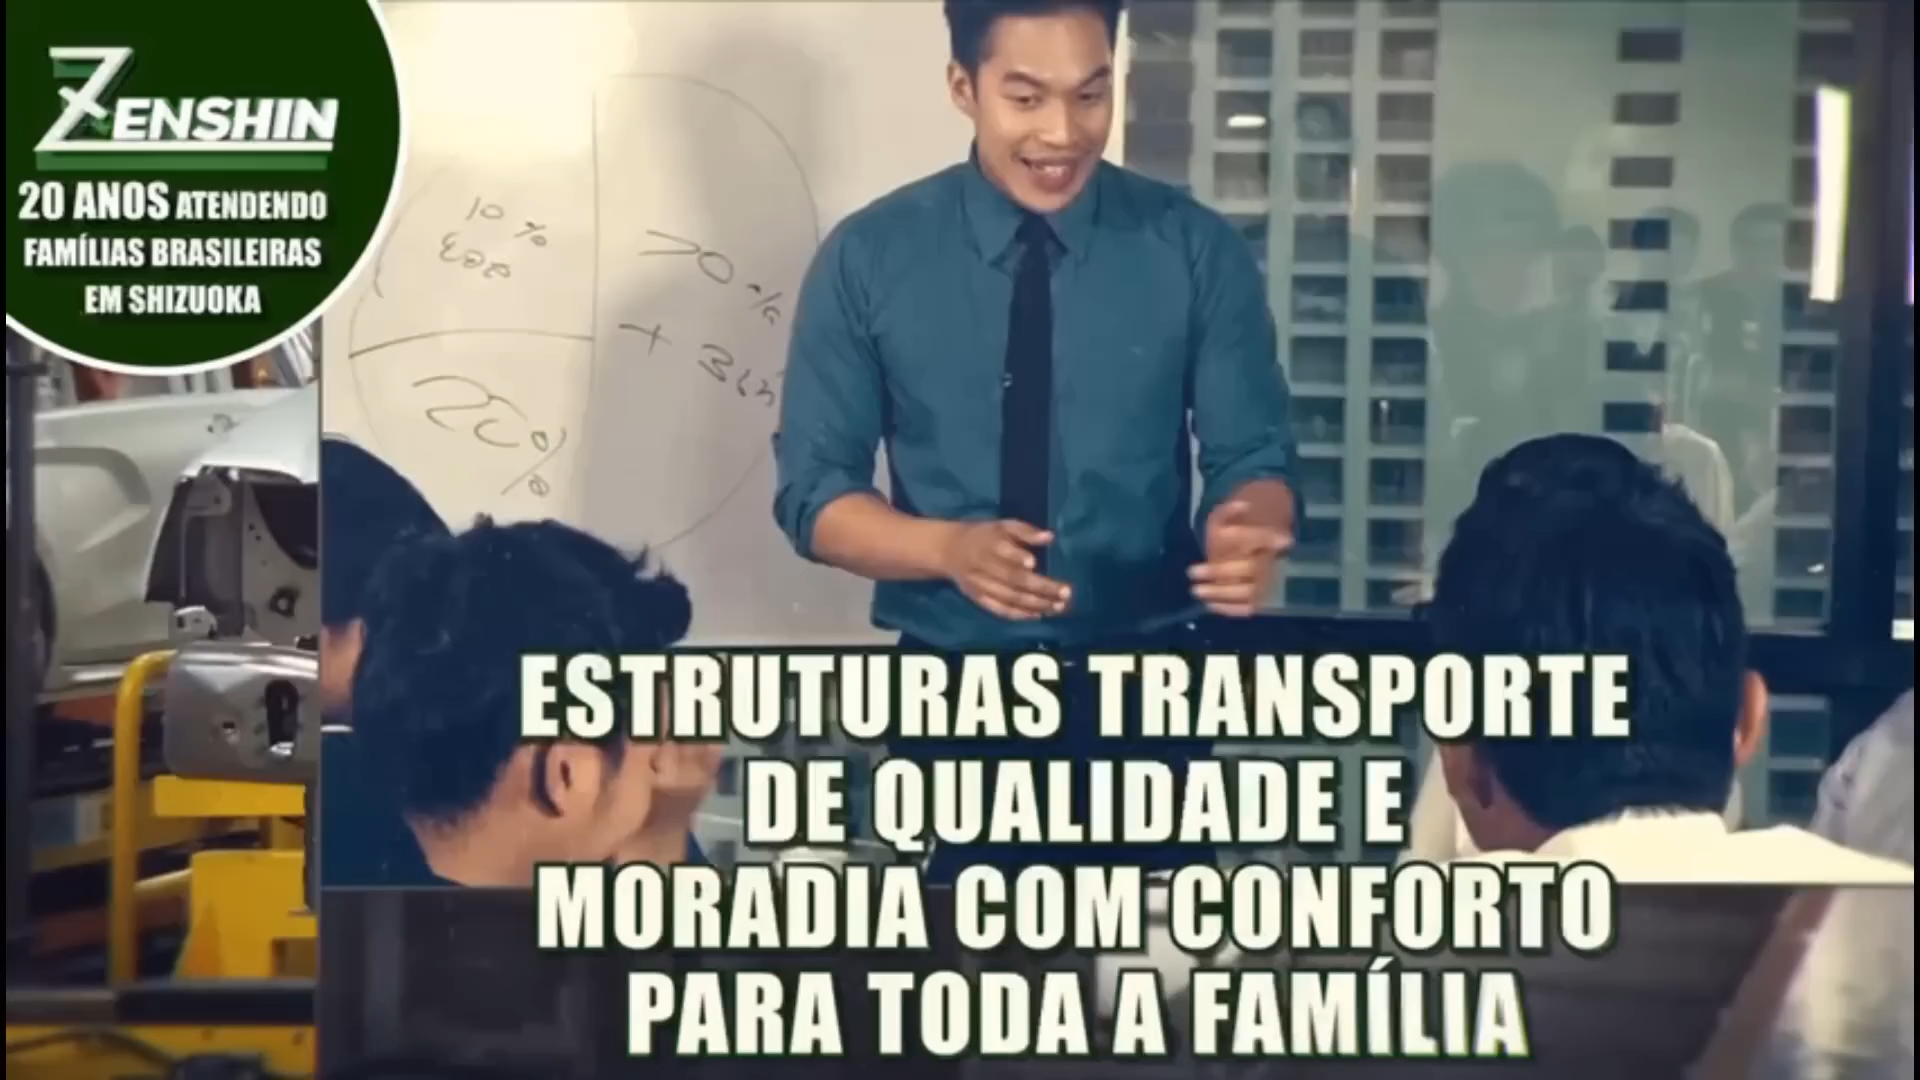 ZENSHIN
20 ANOS ATENDENDO
FAMÍLIAS BRASILEIRAS
EM SHIZUOKA
10 %
70 %
20 %
ESTRUTURAS TRANSPORTE
DE QUALIDADE E
MORADIA COM CONFORTO
PARA TODA A FAMÍLIA